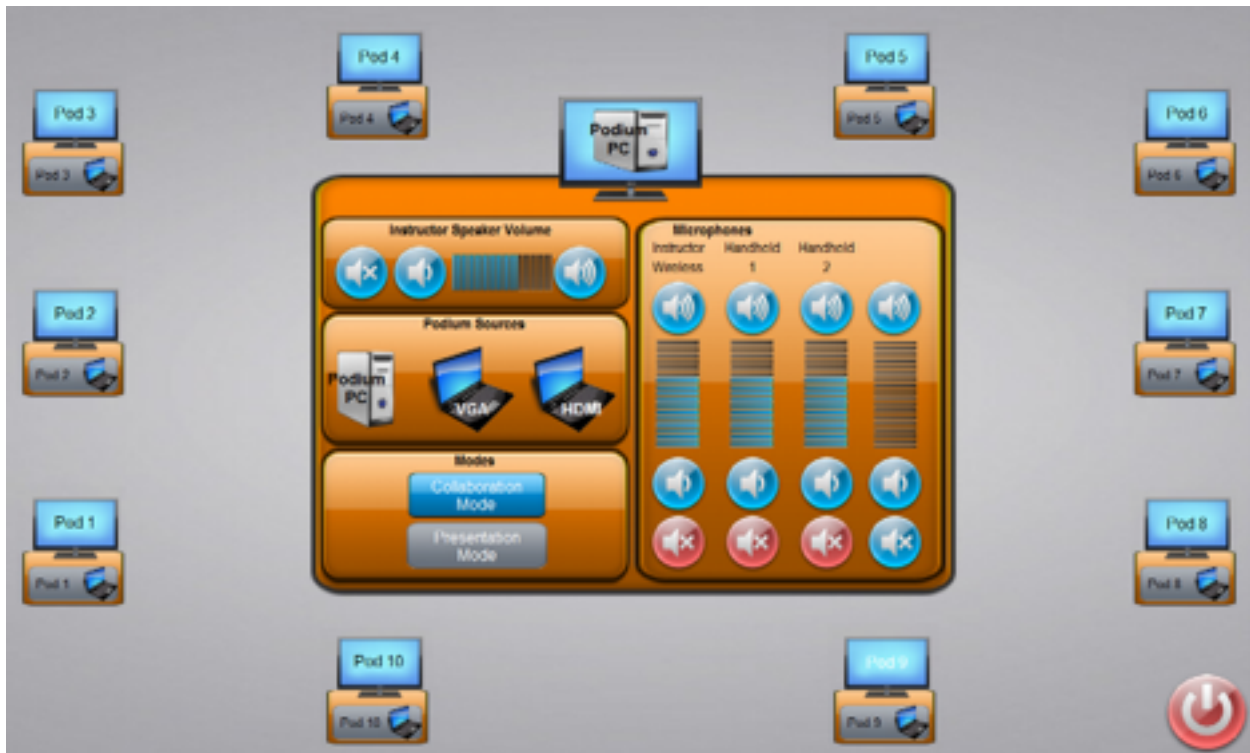 Pod 4
Pod 4
Pod 5
Pod 5
Pod 3
Pod 3
Pod 6
Pod 6
Podium
PC
Instructor Speaker Volume
Microphones
Instructor
Wireless
Handheld
1
Handheld
2
Pod 2
Pod 2
Podium Sources
Podium
PC
VGA
HDMI
Pod 7
Pod 7
Modes
Collaboration
Mode
Presentation
Mode
Pod 1
Pod 1
Pod 8
Pod 8
Pod 10
Pod 10
Pod 9
Pod 9